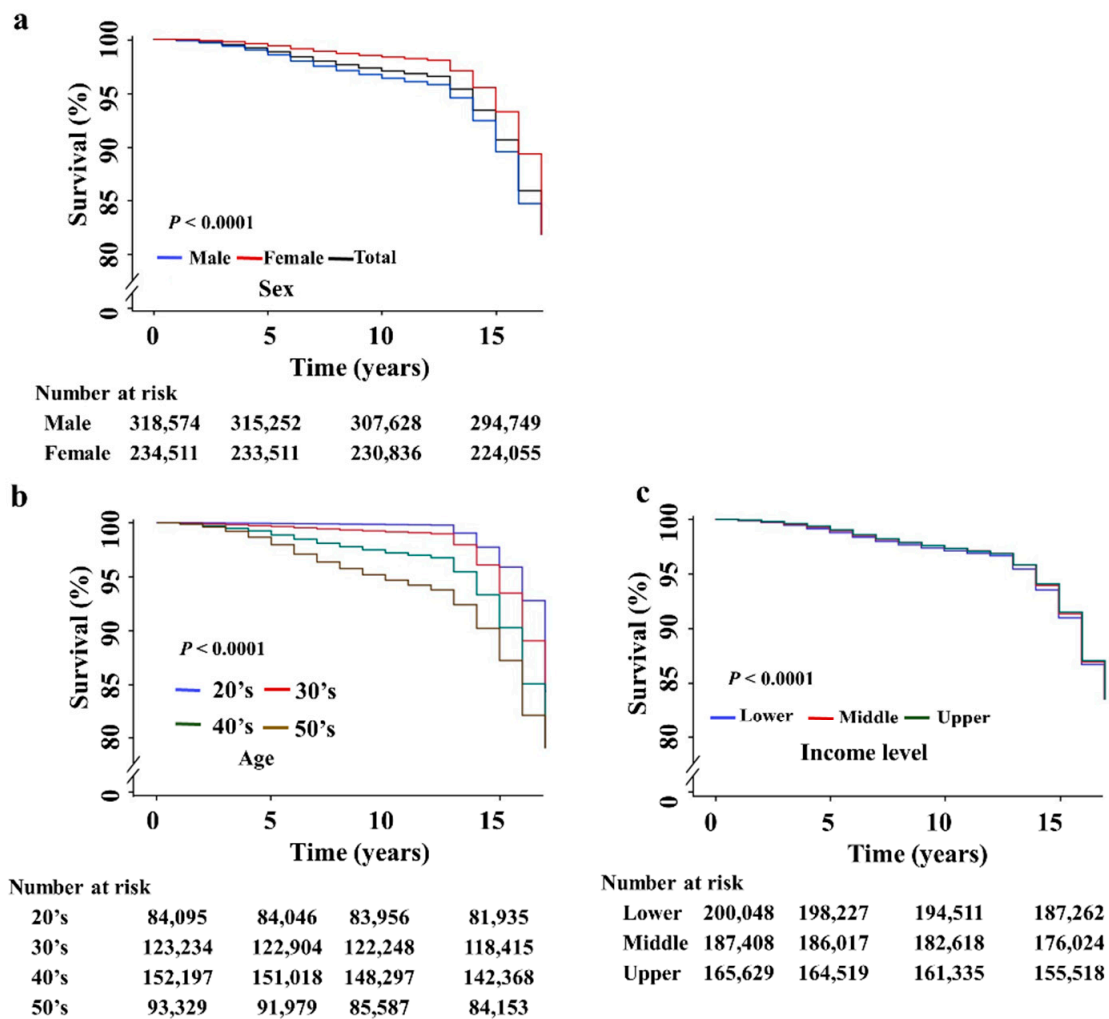 a
Survival (%)
100
95
90
85
80
0
P < 0.0001
Male Female Total
Sex
0 5 10 15
Time (years)
Number at risk
Male 318,574 315,252 307,628 294,749
Female 234,511 233,511 230,836 224,055
b
Survival (%)
100
95
90
85
80
0
P < 0.0001
20's 30's
40's 50's
Age
0 5 10 15
Time (years)
Number at risk
20's 84,095 84,046 83,956 81,935
30's 123,234 122,904 122,248 118,415
40's 152,197 151,018 148,297 142,368
50's 93,329 91,979 85,587 84,153
c
Survival (%)
100
95
90
85
80
0
P < 0.0001
Lower Middle Upper
Income level
0 5 10 15
Time (years)
Number at risk
Lower 200,048 198,227 194,511 187,262
Middle 187,408 186,017 182,618 176,024
Upper 165,629 164,519 161,335 155,518